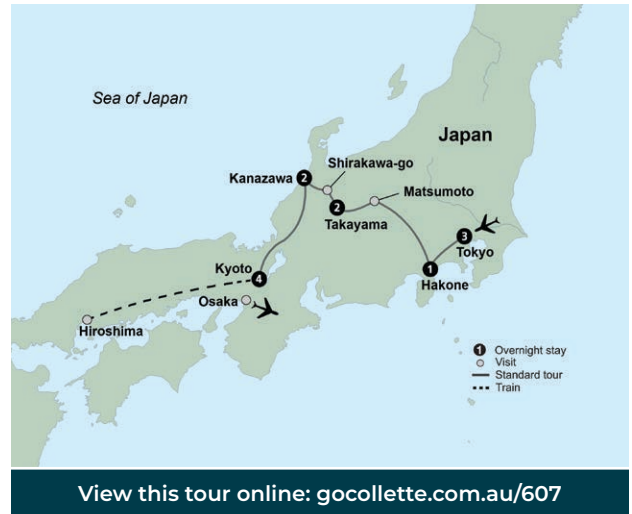 Sea of Japan
Japan
Shirakawa-go
Kanazawa
2
Matsumoto
2
Takayama
3
Tokyo
Kyoto
4
1
Hakone
Osaka
Hiroshima
1 Overnight stay
Visit
Standard tour
Train
View this tour online: gocollette.com.au/607